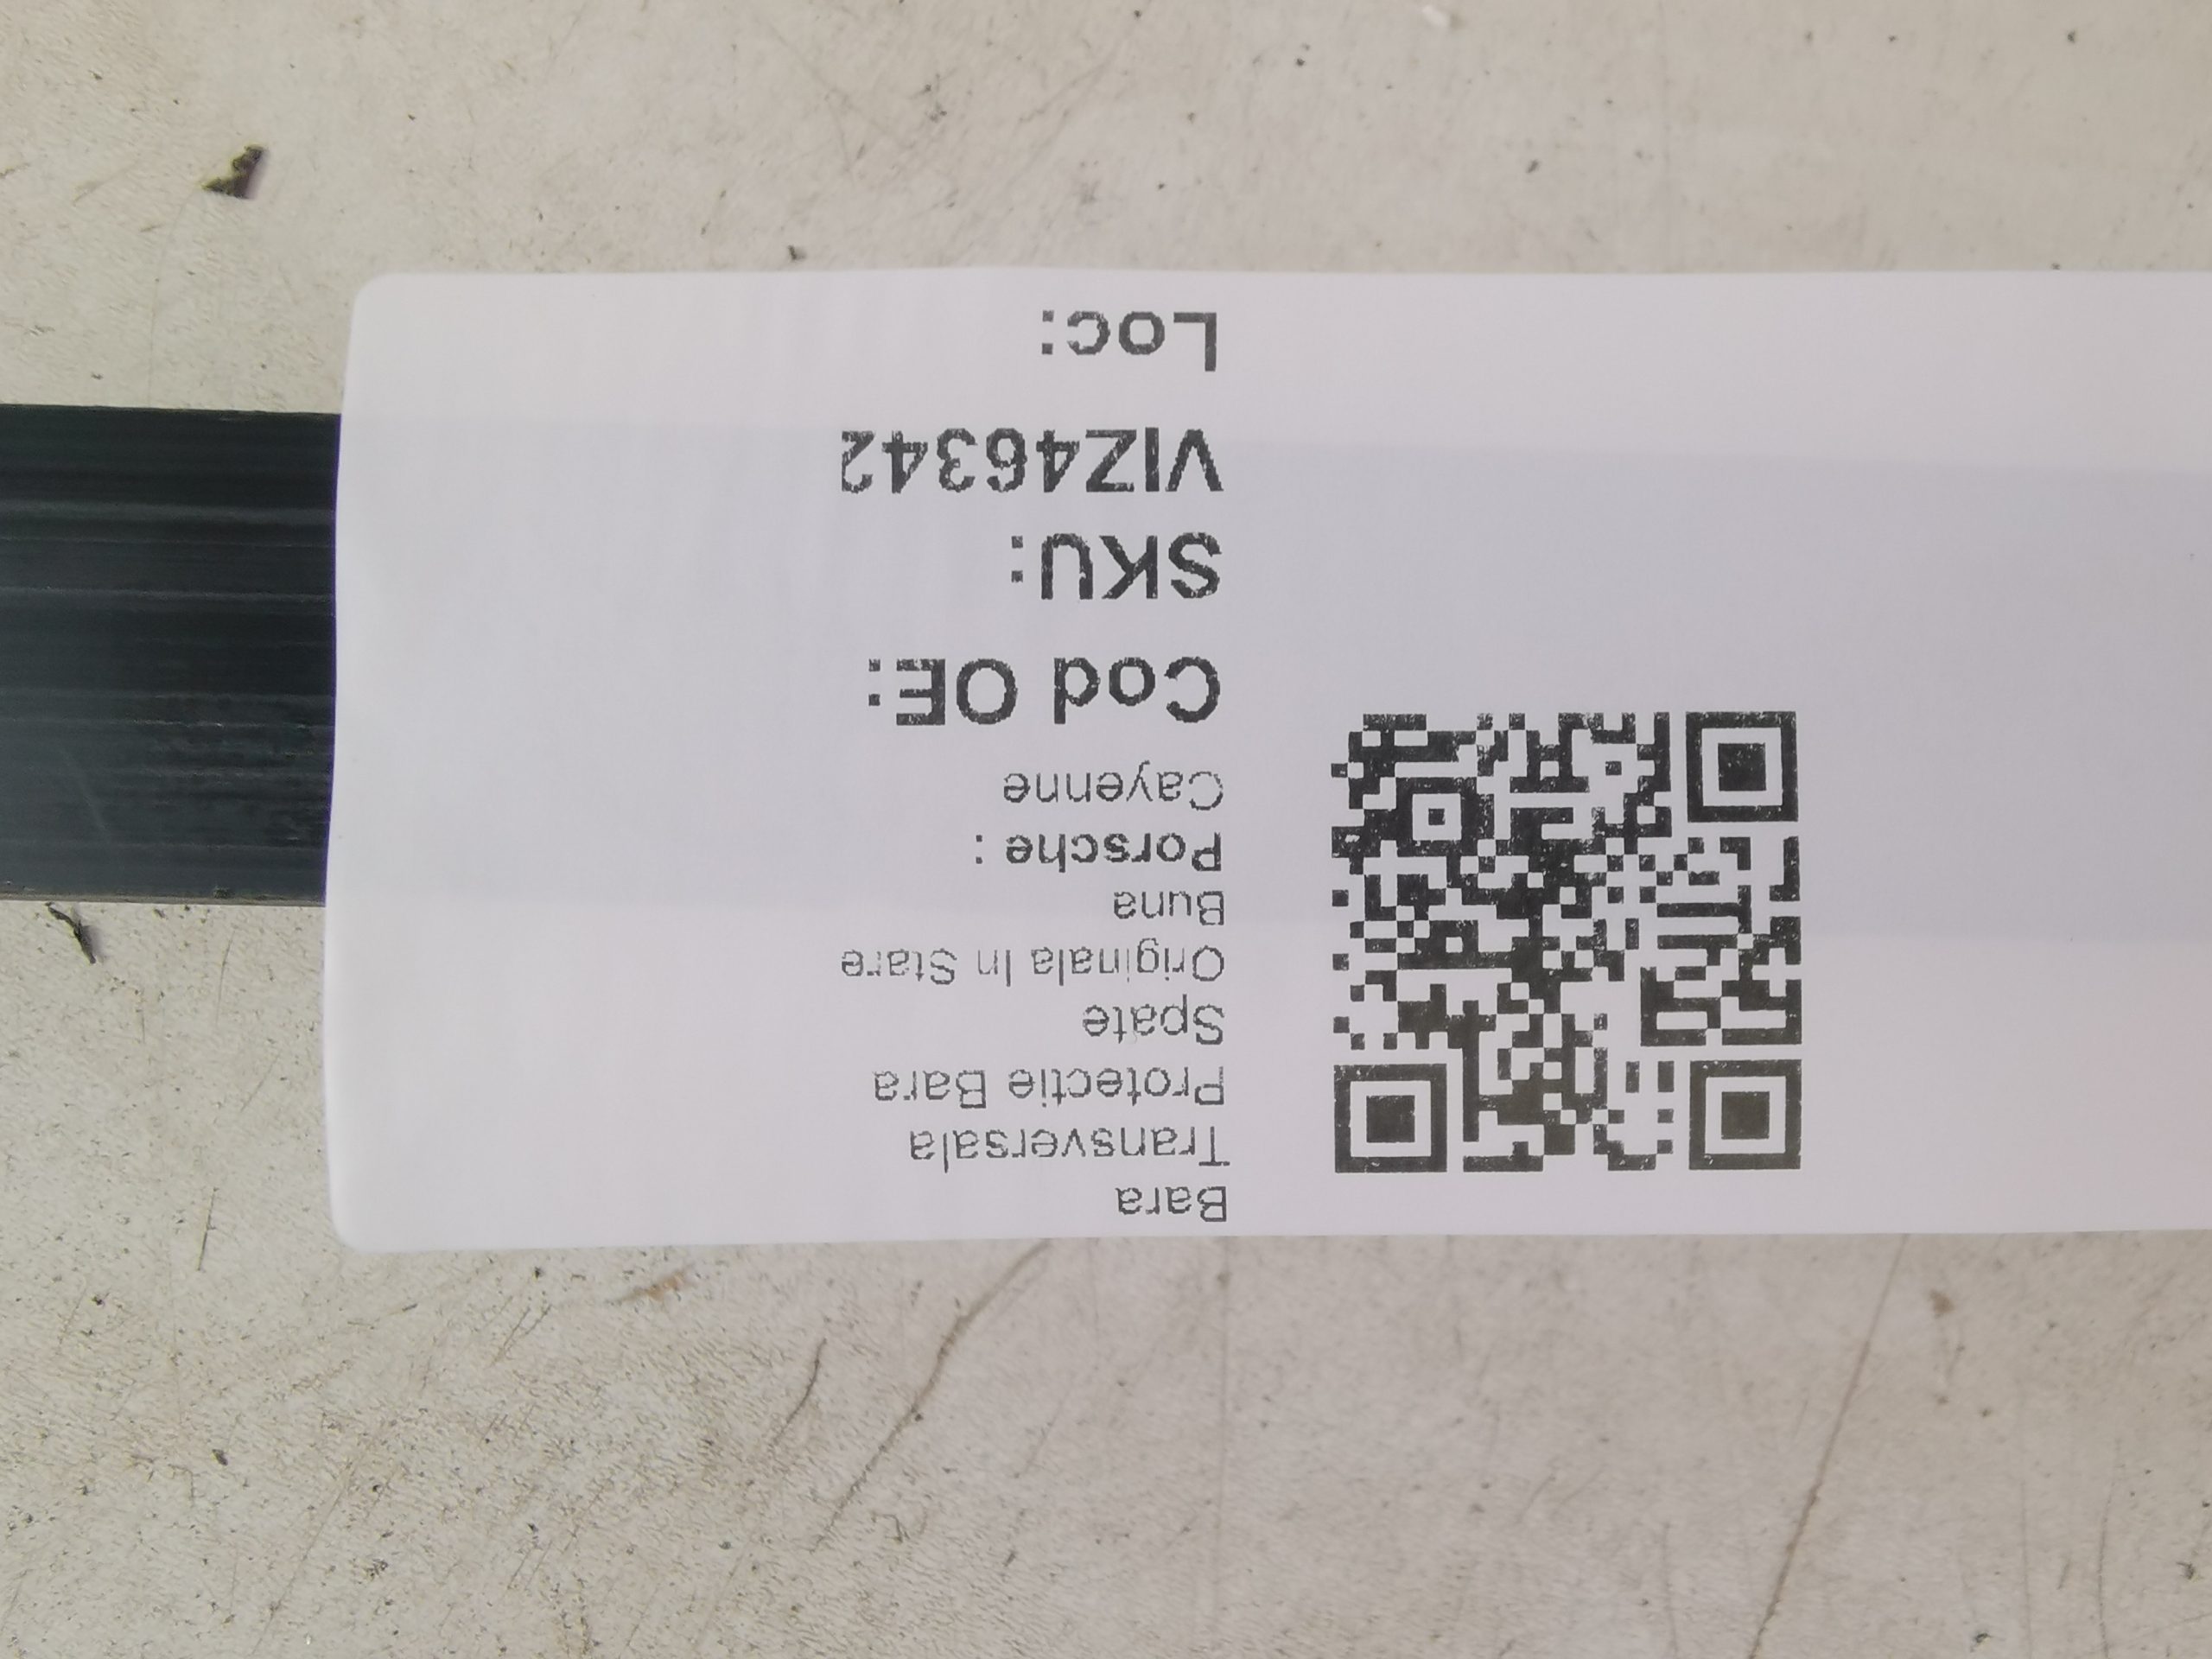 Bara
Transversala
Protectie Bara
Spate
Originala In Stare
Buna
Porsche :
Cayenne
Cod OE:
SKU:
VIZ46342
Loc: